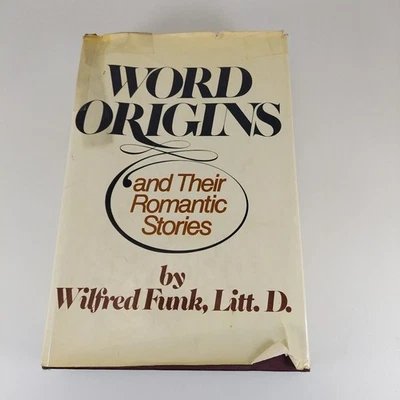 WORD
ORIGINS
and Their
Romantic
Stories
by
Wilfred Funk, Litt. D.